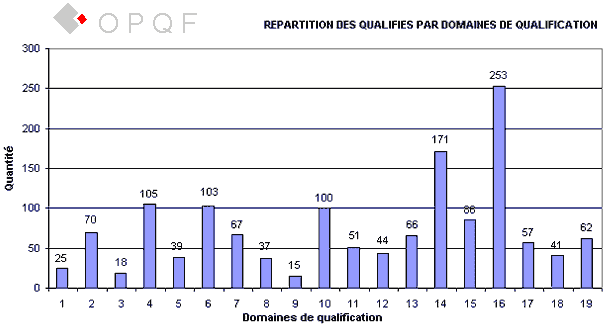 OPQF
REPARTITION DES QUALIFIES PAR DOMAINES DE QUALIFICATION
Quantité
300
250
200
150
100
50
0
25 70 18 105 39 103 67 37 15 100 51 44 66 171 86 253 57 41 62
1 2 3 4 5 6 7 8 9 10 11 12 13 14 15 16 17 18 19
Domaines de qualification